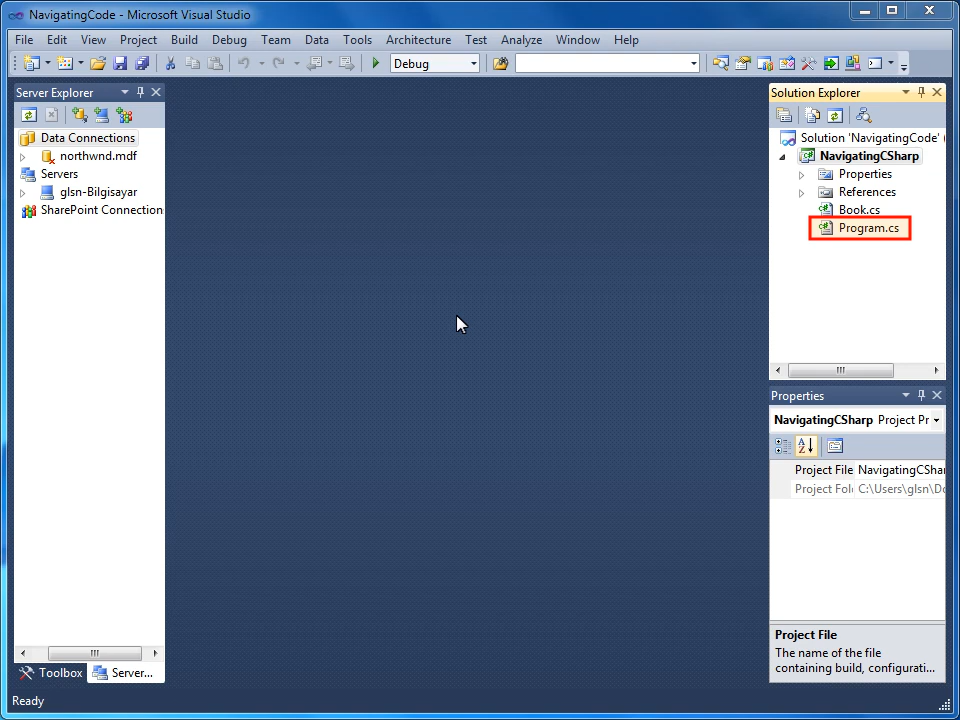 NavigatingCode - Microsoft Visual Studio
File Edit View Project Build Debug Team Data Tools Architecture Test Analyze Window Help
Debug
Server Explorer
Data Connections
northwnd.mdf
Servers
glsn-Bilgisayar
SharePoint Connection
Toolbox Server...
Solution Explorer
Solution 'NavigatingCode' (
NavigatingCSharp
Properties
References
Book.cs
Program.cs
Properties
NavigatingCSharp Project Pr
Project File NavigatingCShar
Project Fol C:\Users\glsn\Do
Project File
The name of the file
containing build, configurati...
Ready